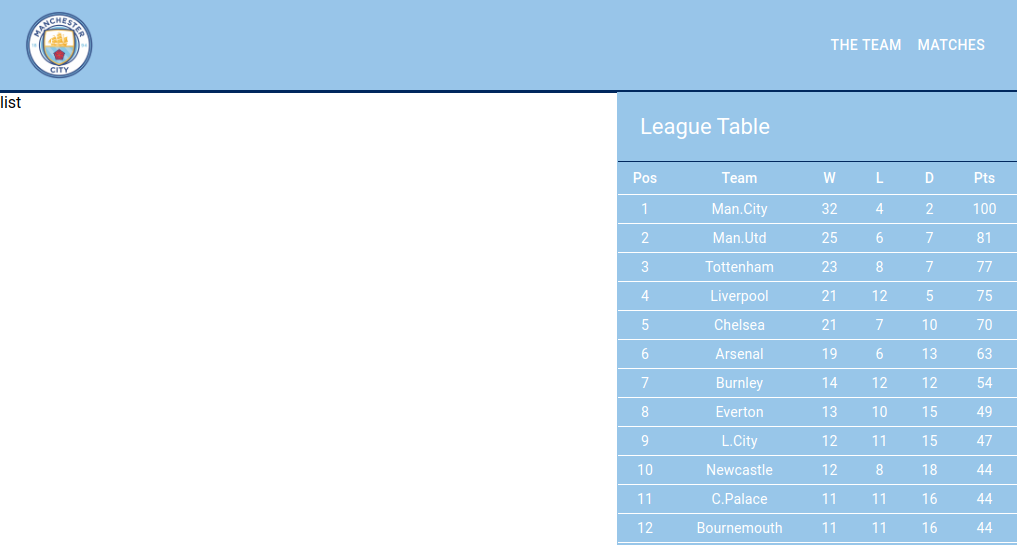 MANCHESTER
CITY
THE TEAM MATCHES
list
League Table
Pos Team W L D Pts
1 Man.City 32 4 2 100
2 Man.Utd 25 6 7 81
3 Tottenham 23 8 7 77
4 Liverpool 21 12 5 75
5 Chelsea 21 7 10 70
6 Arsenal 19 6 13 63
7 Burnley 14 12 12 54
8 Everton 13 10 15 49
9 L.City 12 11 15 47
10 Newcastle 12 8 18 44
11 C.Palace 11 11 16 44
12 Bournemouth 11 11 16 44